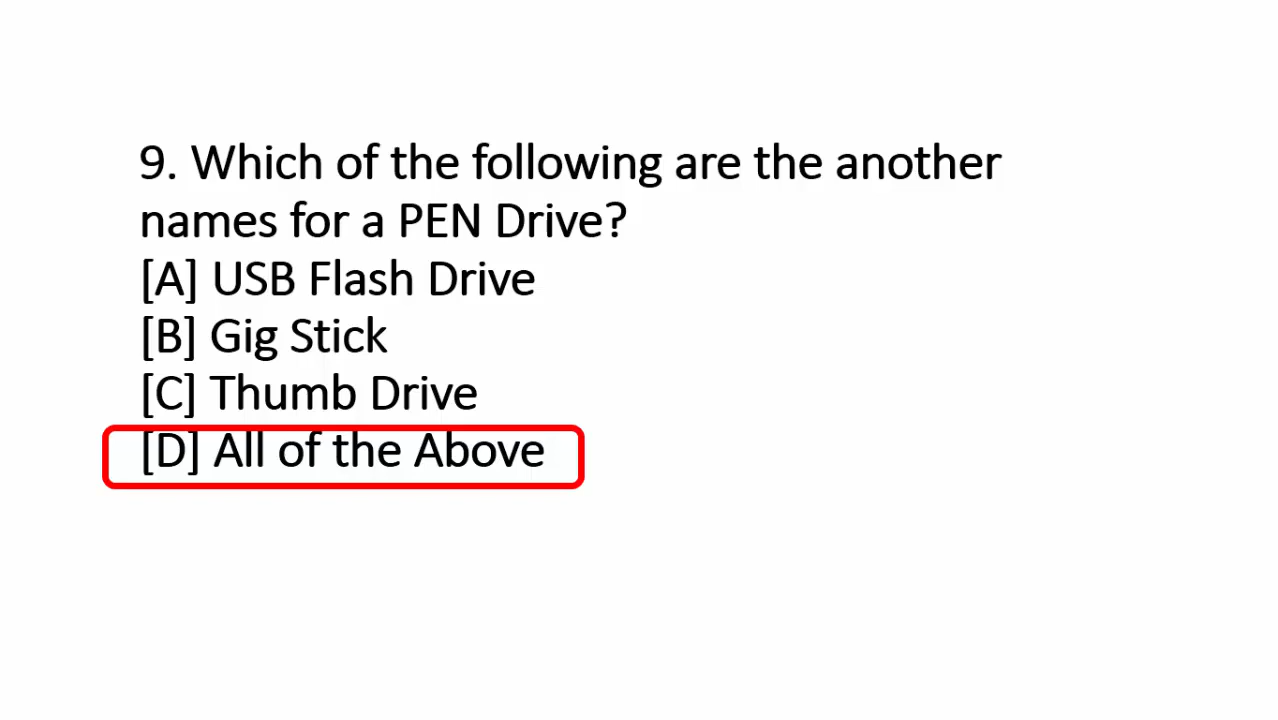 9. Which of the following are the another
names for a PEN Drive?
[A] USB Flash Drive
[B] Gig Stick
[C] Thumb Drive
[D] All of the Above